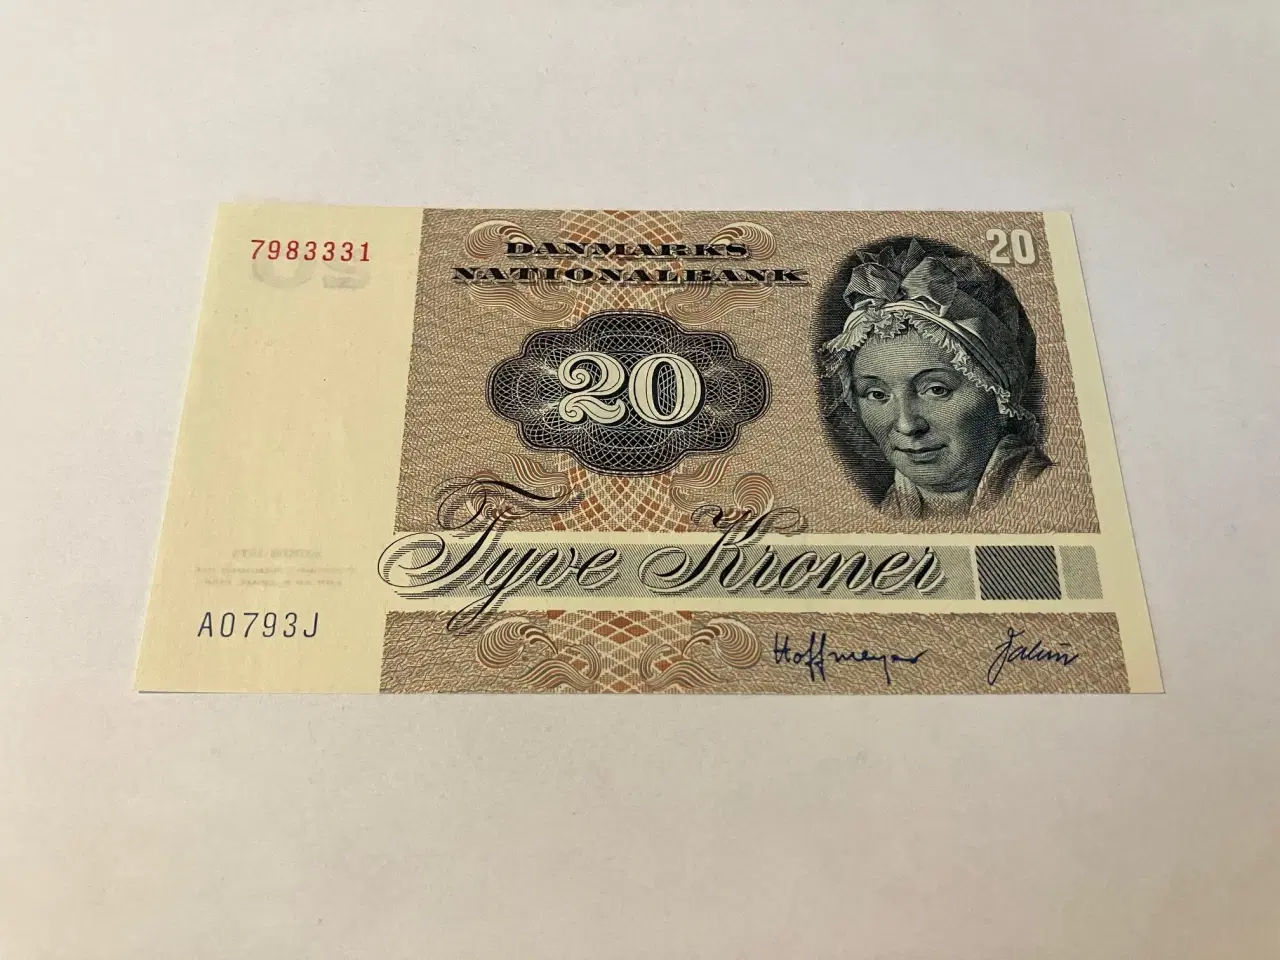 7983331
DANMARKS
NATIONALBANK
20
20
Tyve Kroner
A0793J
Hoffmeyer